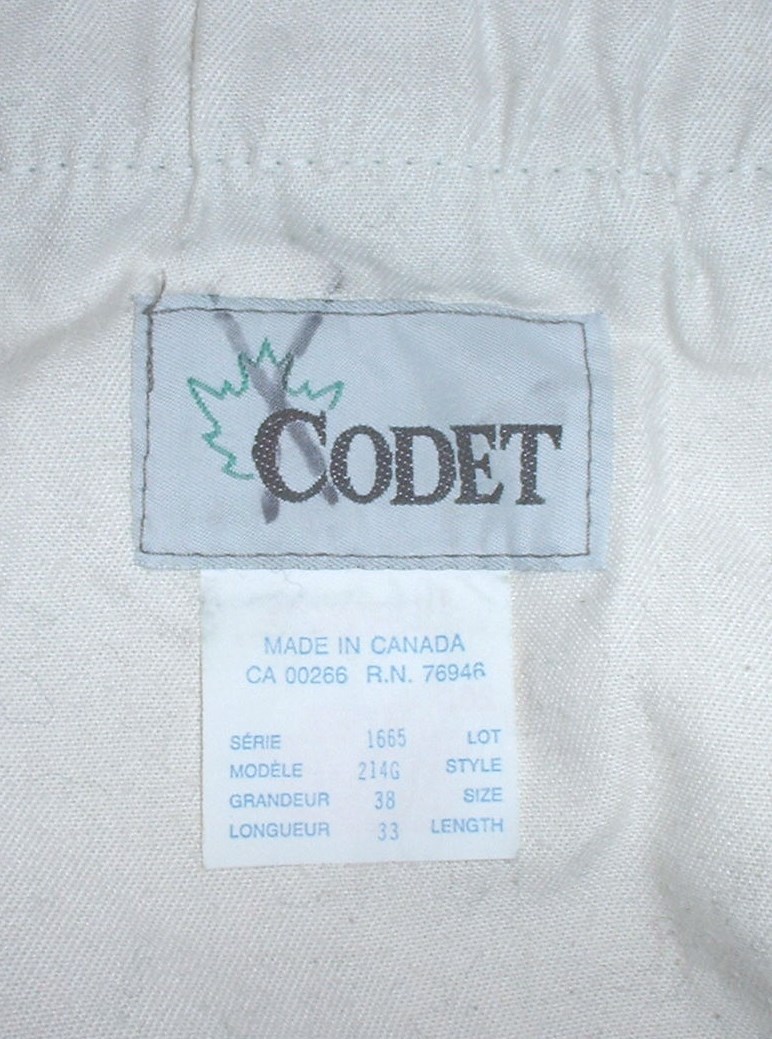 CODET
MADE IN CANADA
CA 00266 R.N. 76946
SÉRIE 1665 LOT
MODÈLE 214G STYLE
GRANDEUR 38 SIZE
LONGUEUR 33 LENGTH